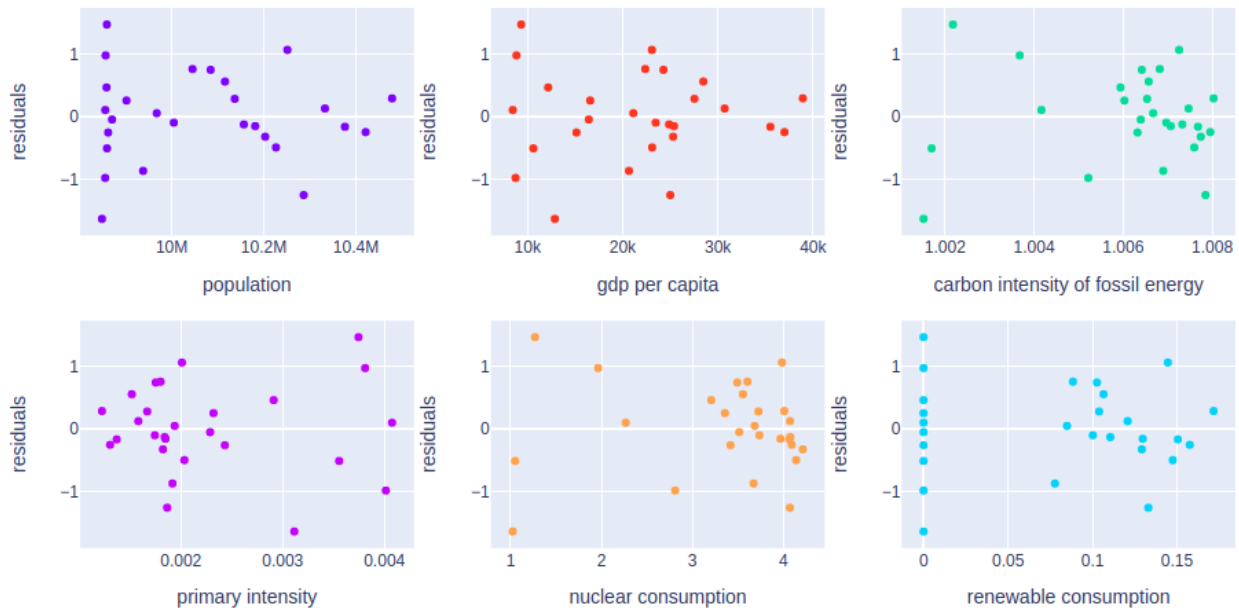 residuals
1
0
−1
10M
10.2M
10.4M
population
residuals
1
0
−1
10k
20k
30k
40k
gdp per capita
residuals
1
0
−1
1.002
1.004
1.006
1.008
carbon intensity of fossil energy
residuals
1
0
−1
0.002
0.003
0.004
primary intensity
residuals
1
0
−1
1
2
3
4
nuclear consumption
residuals
1
0
−1
0
0.05
0.1
0.15
renewable consumption